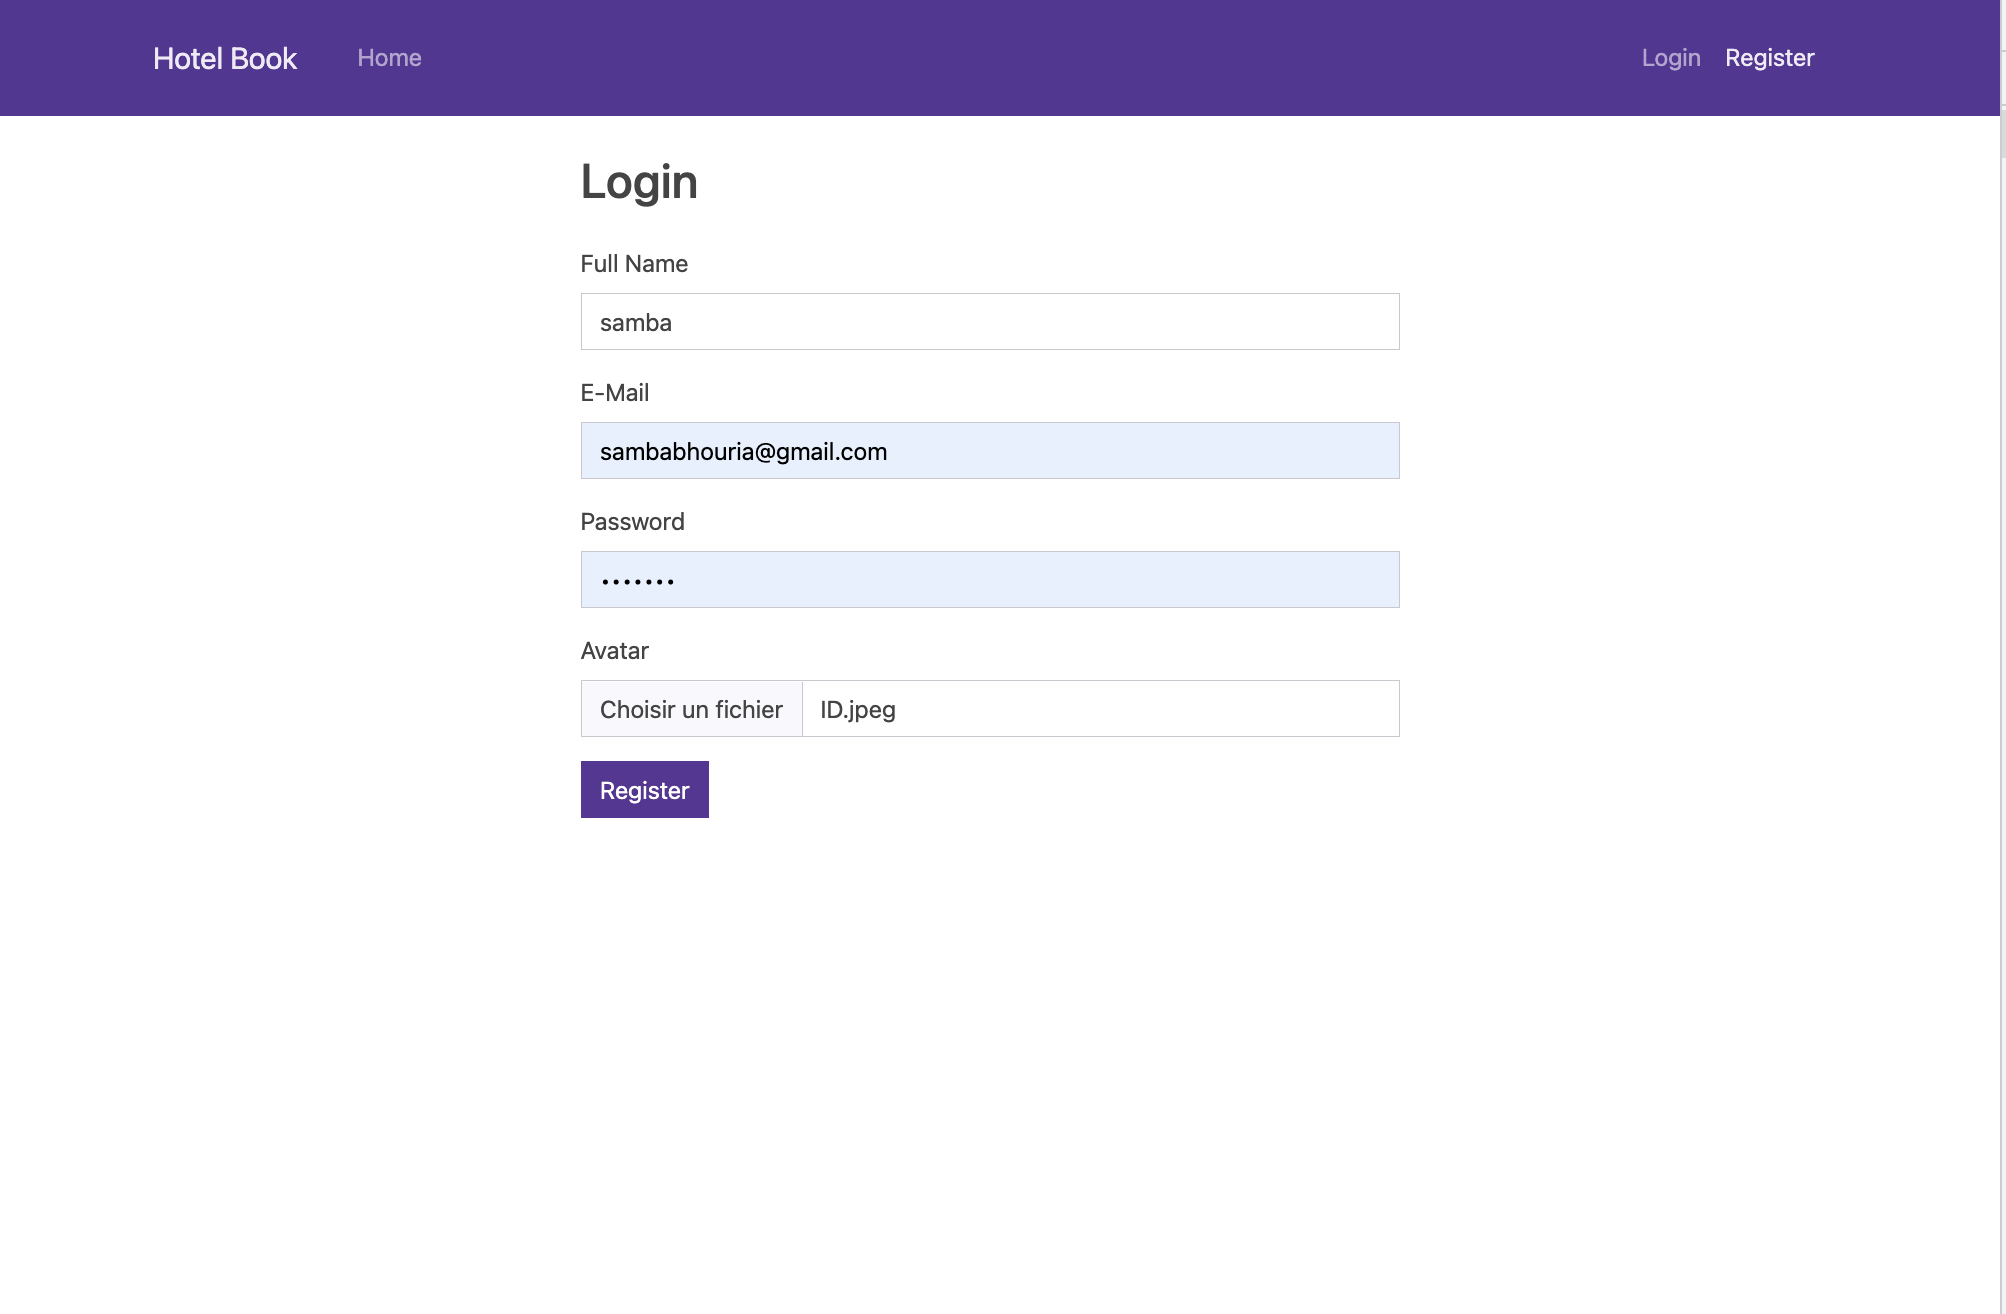 Hotel Book Home Login Register
Login
Full Name
samba
E-Mail
sambabhouria@gmail.com
Password
•••••••
Avatar
Choisir un fichier ID.jpeg
Register